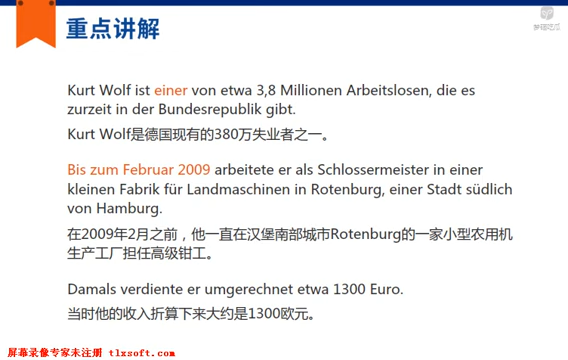 重点讲解
Kurt Wolf ist einer von etwa 3,8 Millionen Arbeitslosen, die es
zurzeit in der Bundesrepublik gibt.
Kurt Wolf是德国现有的380万失业者之一。
Bis zum Februar 2009 arbeitete er als Schlossermeister in einer
kleinen Fabrik für Landmaschinen in Rotenburg, einer Stadt südlich
von Hamburg.
在2009年2月之前，他一直在汉堡南部城市Rotenburg的一家小型农用机
生产工厂担任高级钳工。
Damals verdiente er umgerechnet etwa 1300 Euro.
当时他的收入折算下来大约是1300欧元。
屏幕录像专家未注册 tlxsoft.com